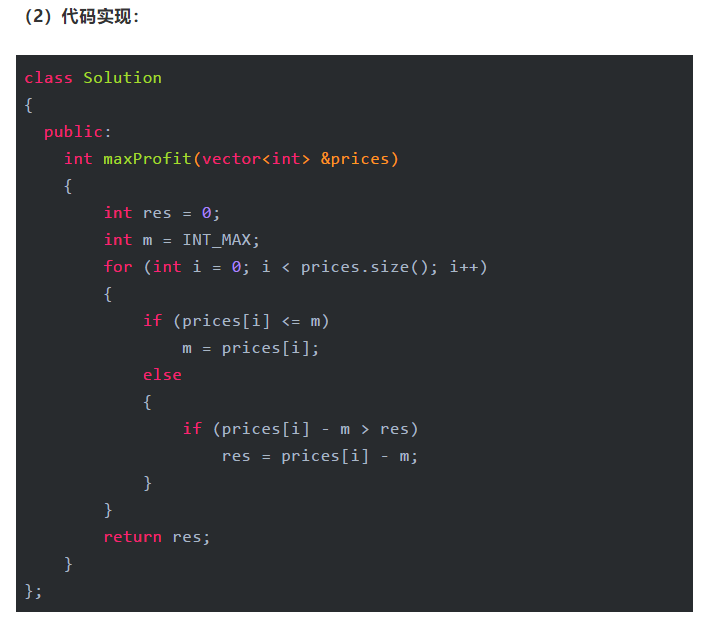 （2）代码实现：
class Solution
{
  public:
    int maxProfit(vector<int> &prices)
    {
        int res = 0;
        int m = INT_MAX;
        for (int i = 0; i < prices.size(); i++)
        {
            if (prices[i] <= m)
                m = prices[i];
            else
            {
                if (prices[i] - m > res)
                    res = prices[i] - m;
            }
        }
        return res;
    }
};